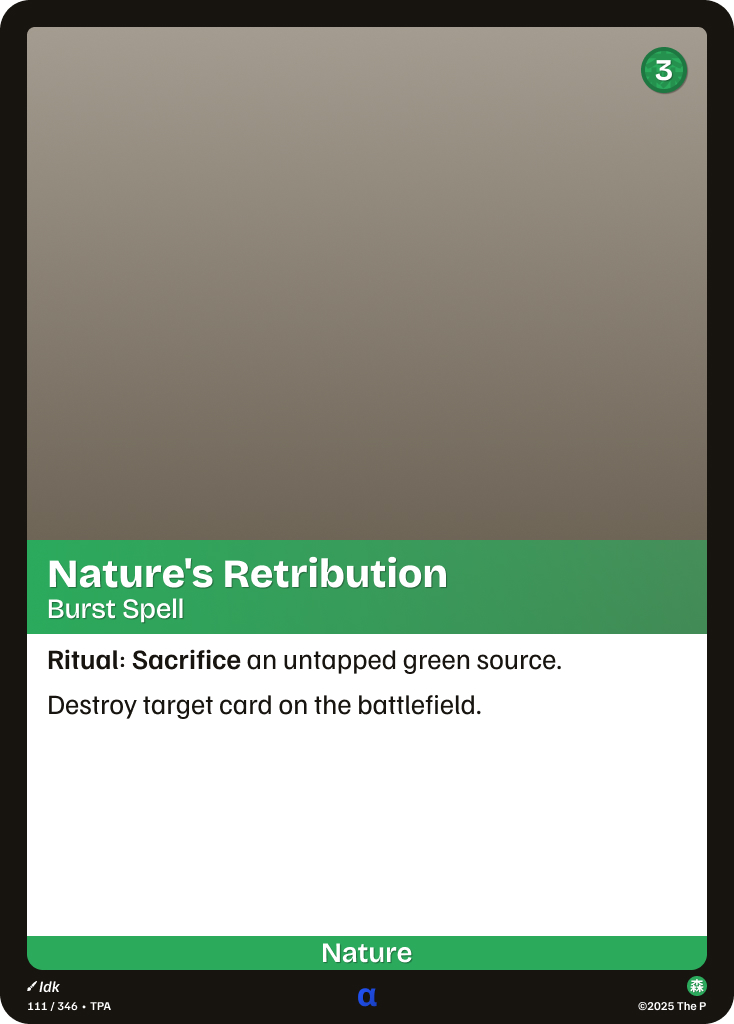 3
Nature's Retribution
Burst Spell
Ritual: Sacrifice an untapped green source.
Destroy target card on the battlefield.
Nature
Idk
111 / 346 • TPA
α
森
©2025 The P